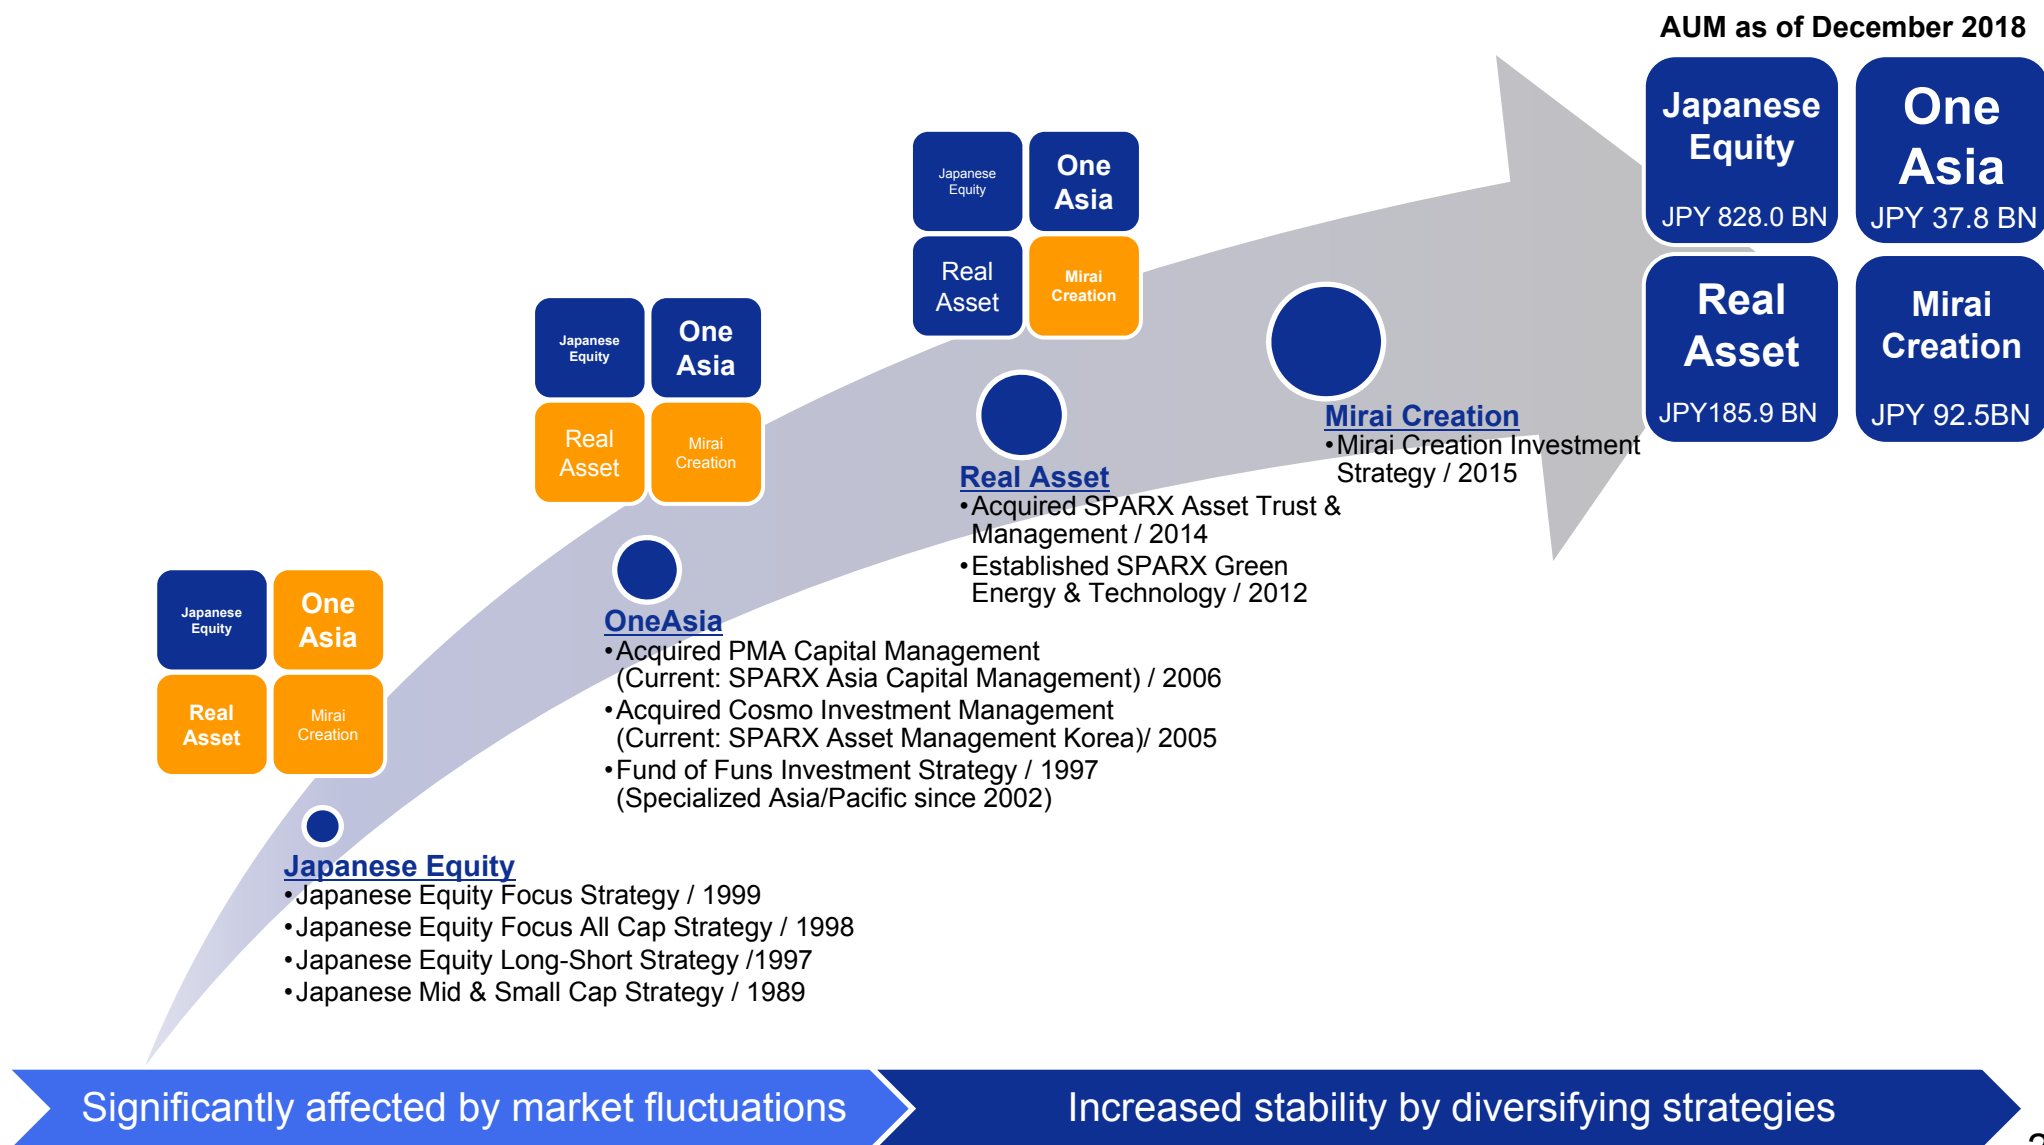 AUM as of December 2018
Japanese
Equity
JPY 828.0 BN
One
Asia
JPY 37.8 BN
Real
Asset
JPY185.9 BN
Mirai
Creation
JPY 92.5BN
Japanese
Equity
One
Asia
Real
Asset
Mirai
Creation
Japanese
Equity
One
Asia
Real
Asset
Mirai
Creation
Japanese
Equity
One
Asia
Real
Asset
Mirai
Creation
Mirai Creation
•Mirai Creation Investment
Strategy / 2015
Real Asset
•Acquired SPARX Asset Trust &
Management / 2014
•Established SPARX Green
Energy & Technology / 2012
OneAsia
•Acquired PMA Capital Management
(Current: SPARX Asia Capital Management) / 2006
•Acquired Cosmo Investment Management
(Current: SPARX Asset Management Korea)/ 2005
•Fund of Funs Investment Strategy / 1997
(Specialized Asia/Pacific since 2002)
Japanese Equity
•Japanese Equity Focus Strategy / 1999
•Japanese Equity Focus All Cap Strategy / 1998
•Japanese Equity Long-Short Strategy /1997
•Japanese Mid & Small Cap Strategy / 1989
Significantly affected by market fluctuations
Increased stability by diversifying strategies